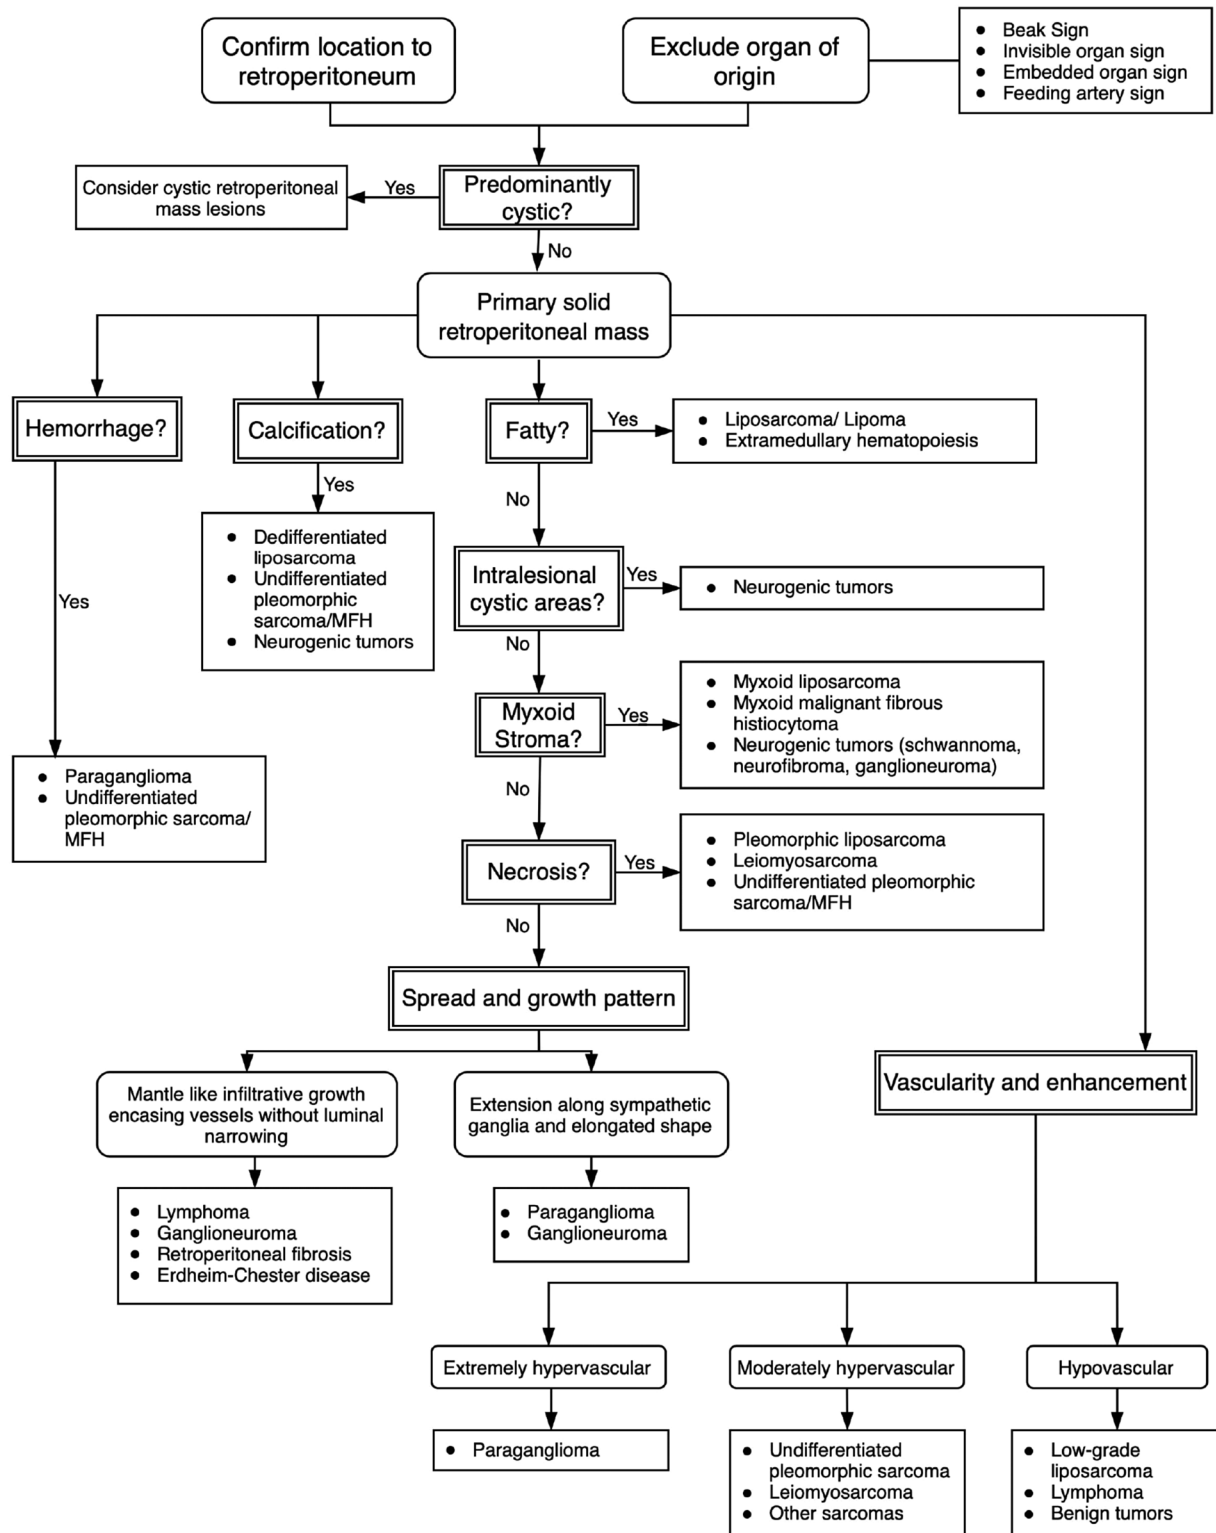 Confirm location to
retroperitoneum
Exclude organ of
origin
● Beak Sign
● Invisible organ sign
● Embedded organ sign
● Feeding artery sign
Predominantly
cystic?
Yes
Consider cystic retroperitoneal
mass lesions
No
Primary solid
retroperitoneal mass
Hemorrhage?
Calcification?
Fatty?
Yes
● Liposarcoma/ Lipoma
● Extramedullary hematopoiesis
Yes
● Dedifferentiated
liposarcoma
● Undifferentiated
pleomorphic
sarcoma/MFH
● Neurogenic tumors
No
Intralesional
cystic areas?
Yes
● Neurogenic tumors
Yes
● Paraganglioma
● Undifferentiated
pleomorphic sarcoma/
MFH
No
Myxoid
Stroma?
Yes
● Myxoid liposarcoma
● Myxoid malignant fibrous
histiocytoma
● Neurogenic tumors (schwannoma,
neurofibroma, ganglioneuroma)
No
Necrosis?
Yes
● Pleomorphic liposarcoma
● Leiomyosarcoma
● Undifferentiated pleomorphic
sarcoma/MFH
No
Spread and growth pattern
Mantle like infiltrative growth
encasing vessels without luminal
narrowing
● Lymphoma
● Ganglioneuroma
● Retroperitoneal fibrosis
● Erdheim-Chester disease
Extension along sympathetic
ganglia and elongated shape
● Paraganglioma
● Ganglioneuroma
Vascularity and enhancement
Extremely hypervascular
● Paraganglioma
Moderately hypervascular
● Undifferentiated
pleomorphic sarcoma
● Leiomyosarcoma
● Other sarcomas
Hypovascular
● Low-grade
liposarcoma
● Lymphoma
● Benign tumors